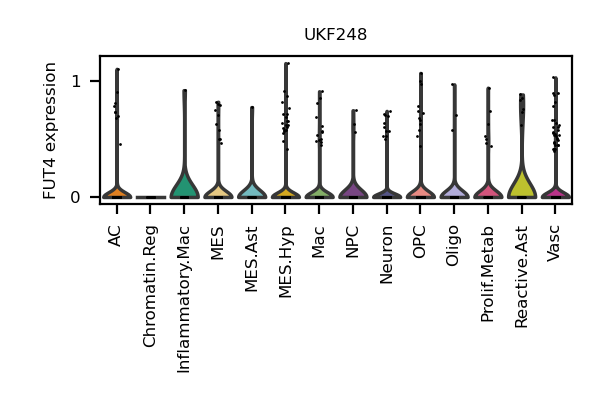 UKF248
FUT4 expression
1
0
AC
Chromatin.Reg
Inflammatory.Mac
MES
MES.Ast
MES.Hyp
Mac
NPC
Neuron
OPC
Oligo
Prolif.Metab
Reactive.Ast
Vasc